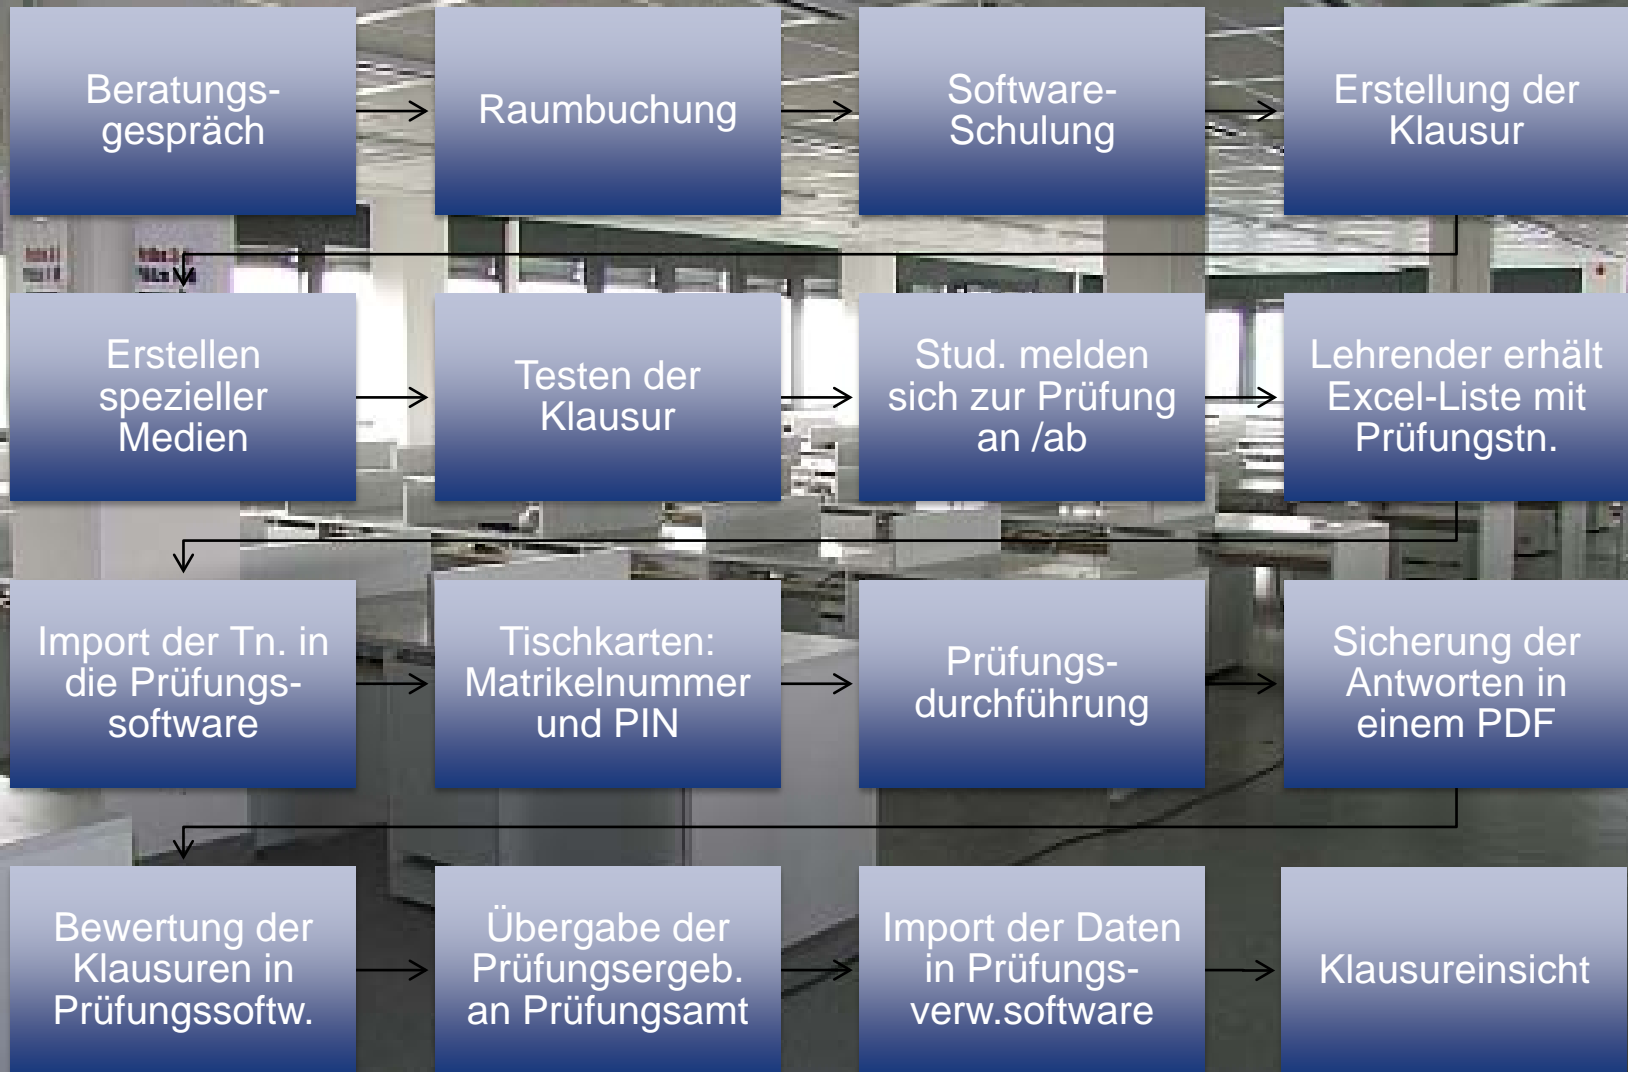 Beratungs-
gespräch
Raumbuchung
Software-
Schulung
Erstellung der
Klausur
Erstellen
spezieller
Medien
Testen der
Klausur
Stud. melden
sich zur Prüfung
an /ab
Lehrender erhält
Excel-Liste mit
Prüfungstn.
Import der Tn. in
die Prüfungs-
software
Tischkarten:
Matrikelnummer
und PIN
Prüfungs-
durchführung
Sicherung der
Antworten in
einem PDF
Bewertung der
Klausuren in
Prüfungssoftw.
Übergabe der
Prüfungsergeb.
an Prüfungsamt
Import der Daten
in Prüfungs-
verw.software
Klausureinsicht